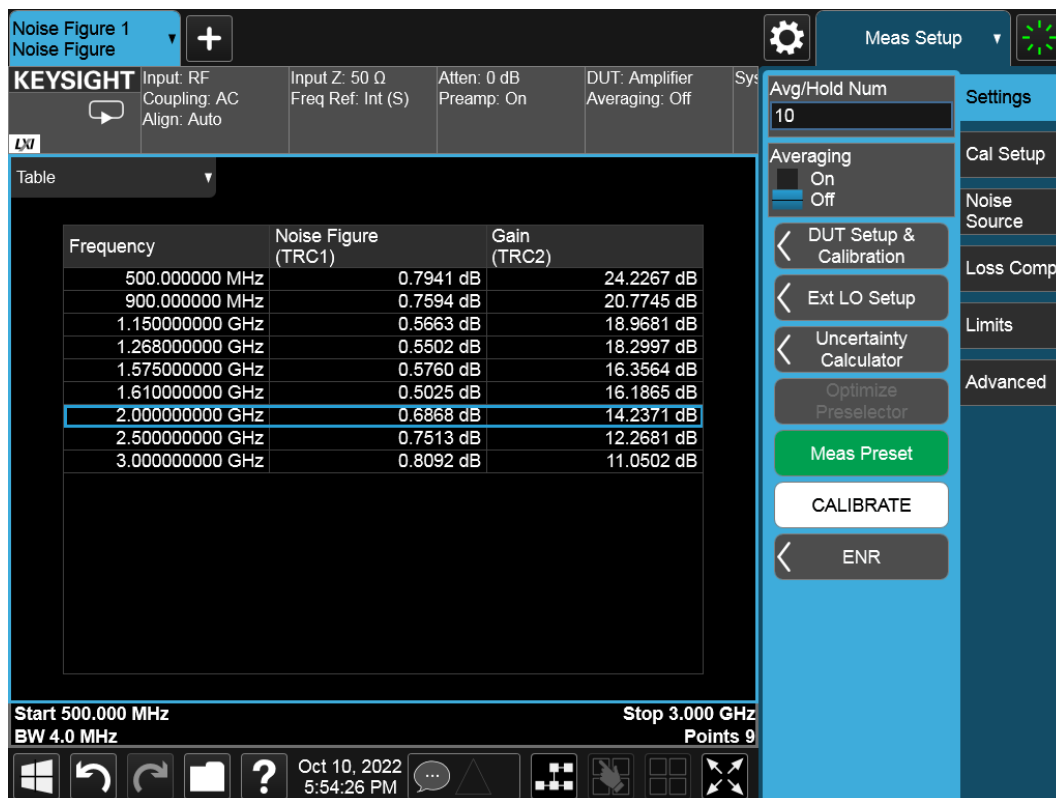 Noise Figure 1
Noise Figure
Meas Setup
KEYSIGHT
LXI
Input: RF
Coupling: AC
Align: Auto
Input Z: 50 Ω
Freq Ref: Int (S)
Atten: 0 dB
Preamp: On
DUT: Amplifier
Averaging: Off
Sys
Table
Frequency Noise Figure (TRC1) Gain (TRC2)
500.000000 MHz 0.7941 dB 24.2267 dB
900.000000 MHz 0.7594 dB 20.7745 dB
1.150000000 GHz 0.5663 dB 18.9681 dB
1.268000000 GHz 0.5502 dB 18.2997 dB
1.575000000 GHz 0.5760 dB 16.3564 dB
1.610000000 GHz 0.5025 dB 16.1865 dB
2.000000000 GHz 0.6868 dB 14.2371 dB
2.500000000 GHz 0.7513 dB 12.2681 dB
3.000000000 GHz 0.8092 dB 11.0502 dB
Start 500.000 MHz Stop 3.000 GHz
BW 4.0 MHz Points 9
Oct 10, 2022
5:54:26 PM
Avg/Hold Num
10
Averaging
On
Off
DUT Setup &
Calibration
Ext LO Setup
Uncertainty
Calculator
Optimize
Preselector
Meas Preset
CALIBRATE
ENR
Settings
Cal Setup
Noise
Source
Loss Comp
Limits
Advanced